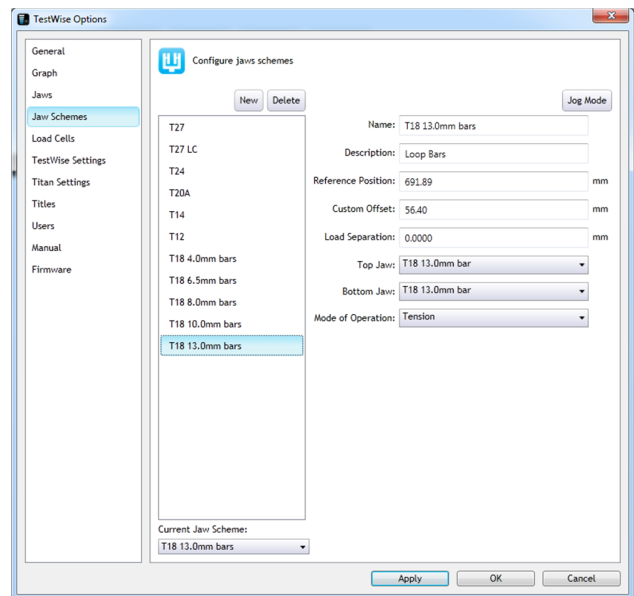 TestWise Options
General
Graph
Jaws
Jaw Schemes
Load Cells
TestWise Settings
Titan Settings
Titles
Users
Manual
Firmware
Configure jaws schemes
New Delete
Jog Mode
T27
T27 LC
T24
T20A
T14
T12
T18 4.0mm bars
T18 6.5mm bars
T18 8.0mm bars
T18 10.0mm bars
T18 13.0mm bars
Name: T18 13.0mm bars
Description: Loop Bars
Reference Position: 691.89 mm
Custom Offset: 56.40 mm
Load Separation: 0.0000 mm
Top Jaw: T18 13.0mm bar
Bottom Jaw: T18 13.0mm bar
Mode of Operation: Tension
Current Jaw Scheme:
T18 13.0mm bars
Apply OK Cancel